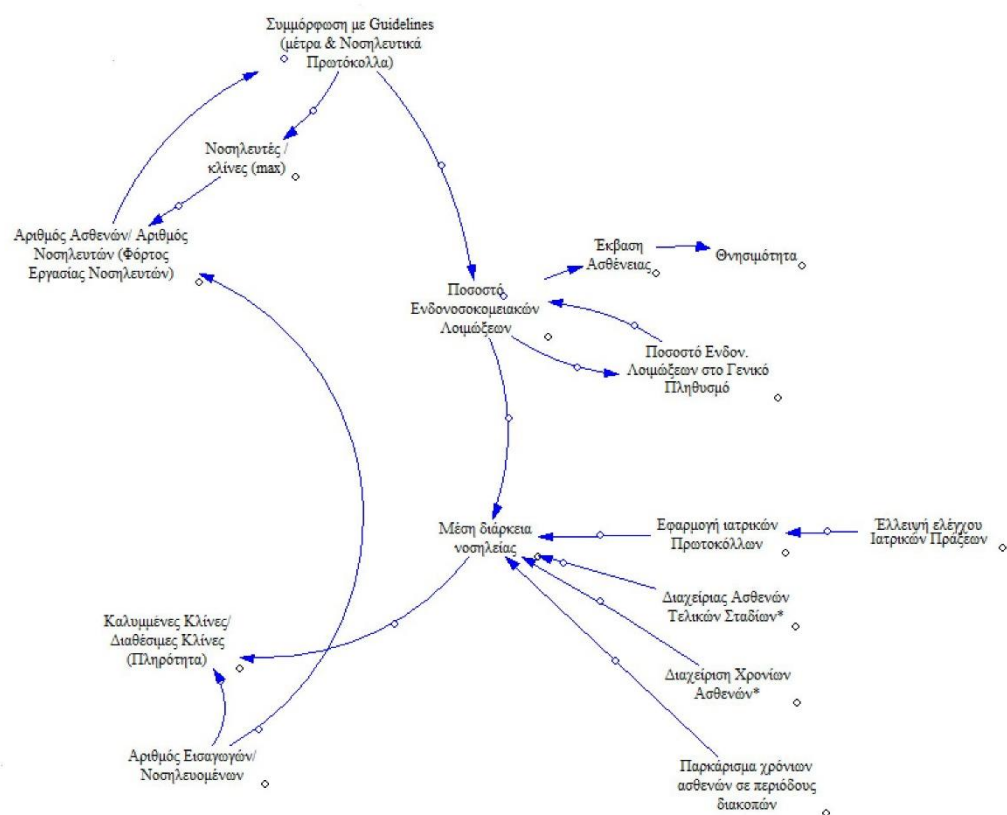 Συμμόρφωση με Guidelines
(μέτρα & Νοσηλευτικά
Πρωτόκολλα)
Νοσηλευτές /
κλίνες (max)
Αριθμός Ασθενών/ Αριθμός
Νοσηλευτών (Φόρτος
Εργασίας Νοσηλευτών)
Έκβαση
Ασθένειας
Θνησιμότητα
Ποσοστό
Ενδονοσοκομειακών
Λοιμώξεων
Ποσοστό Ενδον.
Λοιμώξεων στο Γενικό
Πληθυσμό
Μέση διάρκεια
νοσηλείας
Εφαρμογή ιατρικών
Πρωτοκόλλων
Έλλειψή ελέγχου
Ιατρικών Πράξεων
Διαχείριας Ασθενών
Τελικών Σταδίων*
Καλυμμένες Κλίνες/
Διαθέσιμες Κλίνες
(Πληρότητα)
Διαχείριση Χρονίων
Ασθενών*
Αριθμός Εισαγωγών/
Νοσηλευομένων
Παρκάρισμα χρόνιων
ασθενών σε περιόδους
διακοπών